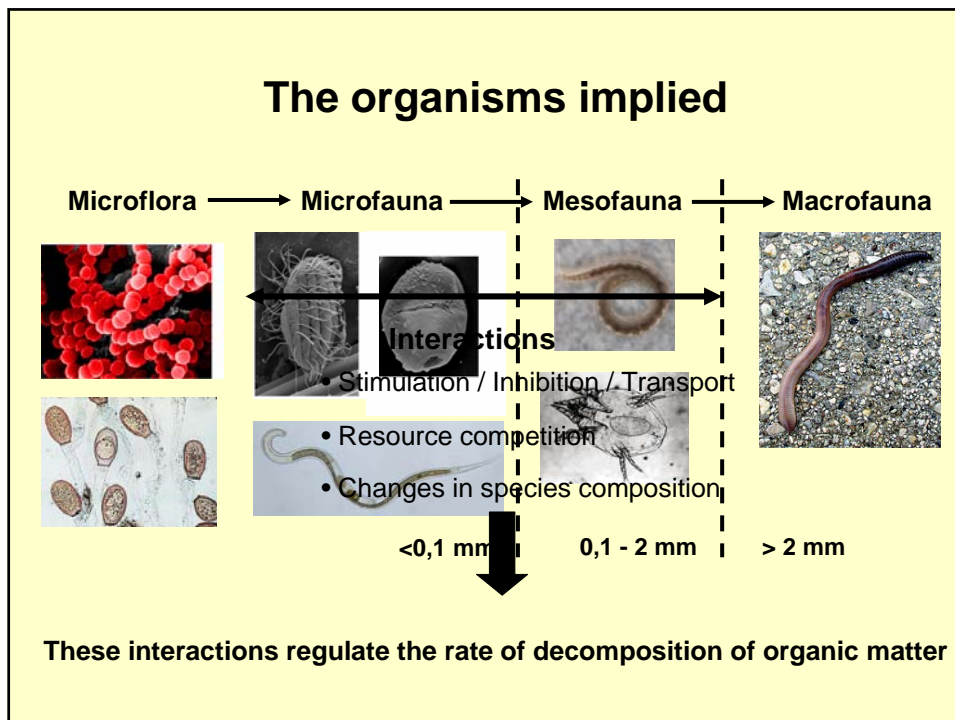 The organisms implied
Microflora Microfauna Mesofauna Macrofauna
Interactions
• Stimulation / Inhibition / Transport
• Resource competition
• Changes in species composition
<0,1 mm 0,1 - 2 mm > 2 mm
These interactions regulate the rate of decomposition of organic matter